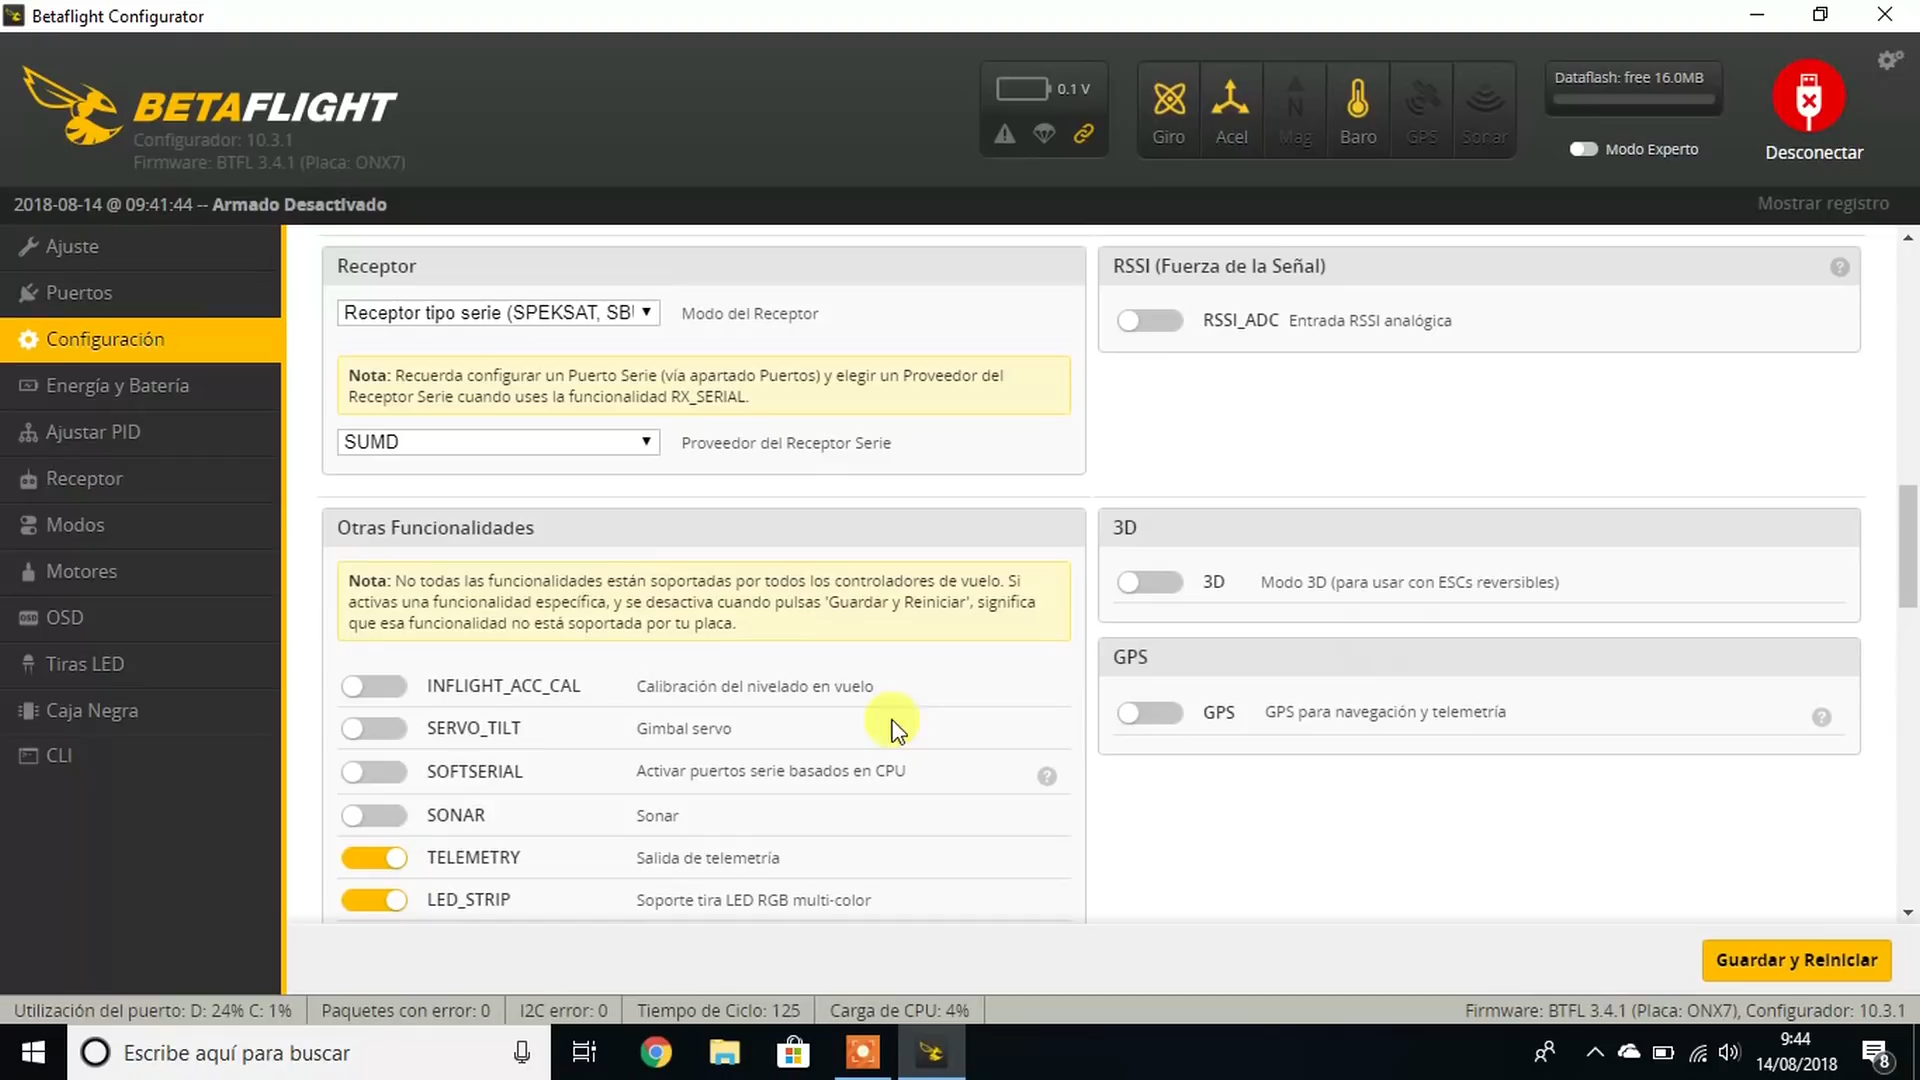 Betaflight Configurator
BETAFLIGHT
Configurador: 10.3.1
Firmware: BTFL 3.4.1 (Placa: ONX7)
0.1 V
Giro
Acel
Mag
Baro
GPS
Sonar
Dataflash: free 16.0MB
Modo Experto
Desconectar
2018-08-14 @ 09:41:44 -- Armado Desactivado
Mostrar registro
Ajuste
Puertos
Configuración
Energía y Batería
Ajustar PID
Receptor
Modos
Motores
OSD
Tiras LED
Caja Negra
CLI
Receptor
Receptor tipo serie (SPEKSAT, SBU
Modo del Receptor
Nota: Recuerda configurar un Puerto Serie (vía apartado Puertos) y elegir un Proveedor del
Receptor Serie cuando uses la funcionalidad RX_SERIAL.
SUMD
Proveedor del Receptor Serie
RSSI (Fuerza de la Señal)
RSSI_ADC Entrada RSSI analógica
Otras Funcionalidades
Nota: No todas las funcionalidades están soportadas por todos los controladores de vuelo. Si
activas una funcionalidad específica, y se desactiva cuando pulsas 'Guardar y Reiniciar', significa
que esa funcionalidad no está soportada por tu placa.
INFLIGHT_ACC_CAL Calibración del nivelado en vuelo
SERVO_TILT Gimbal servo
SOFTSERIAL Activar puertos serie basados en CPU
SONAR Sonar
TELEMETRY Salida de telemetría
LED_STRIP Soporte tira LED RGB multi-color
3D
3D Modo 3D (para usar con ESCs reversibles)
GPS
GPS GPS para navegación y telemetría
Guardar y Reiniciar
Utilización del puerto: D: 24% C: 1%
Paquetes con error: 0
I2C error: 0
Tiempo de Ciclo: 125
Carga de CPU: 4%
Firmware: BTFL 3.4.1 (Placa: ONX7), Configurador: 10.3.1
Escribe aquí para buscar
9:44
14/08/2018
8